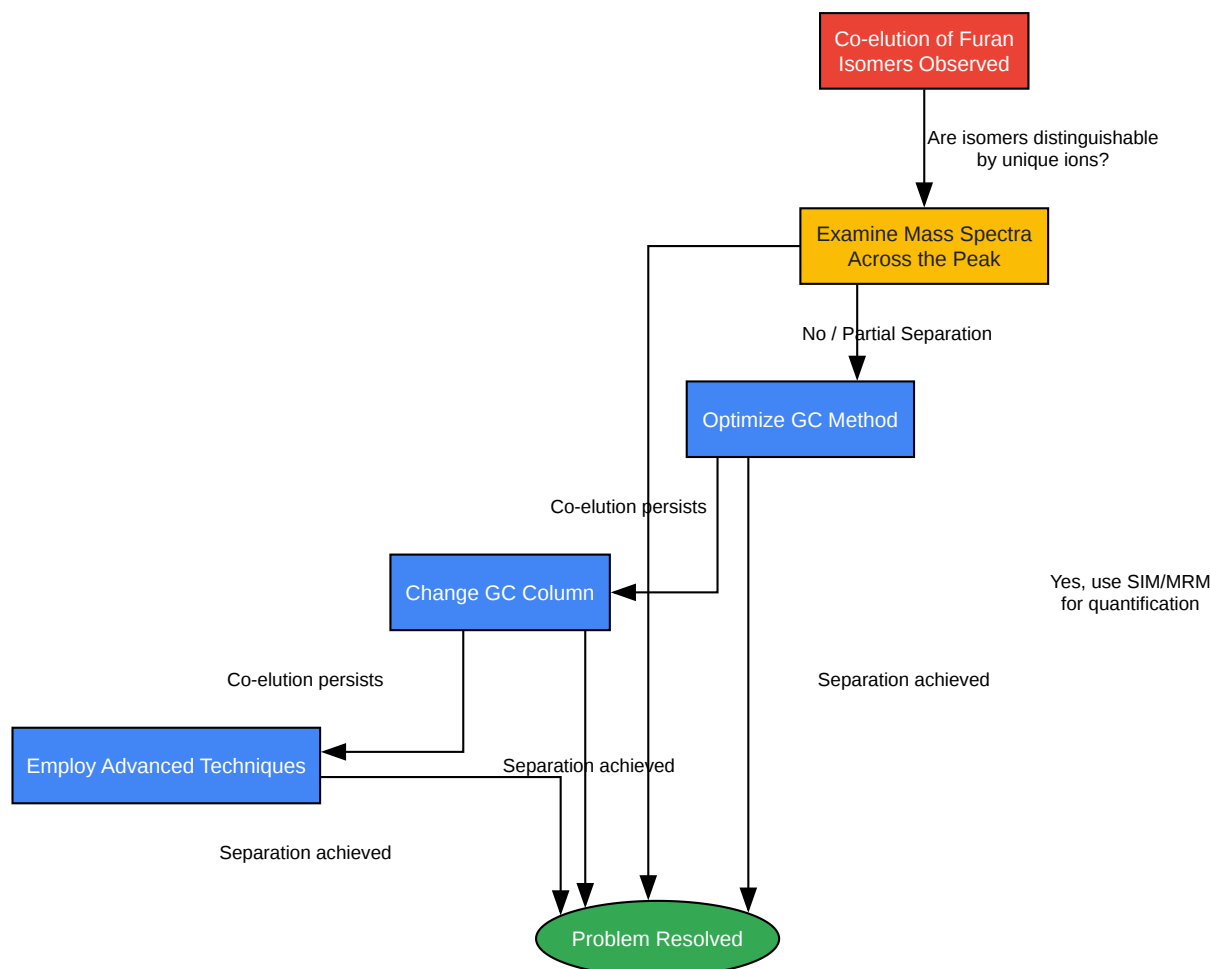 Co-elution of Furan
Isomers Observed
Are isomers distinguishable
by unique ions?
Examine Mass Spectra
Across the Peak
No / Partial Separation
Optimize GC Method
Co-elution persists
Change GC Column
Yes, use SIM/MRM
for quantification
Co-elution persists
Separation achieved
Employ Advanced Techniques
Separation achieved
Separation achieved
Problem Resolved